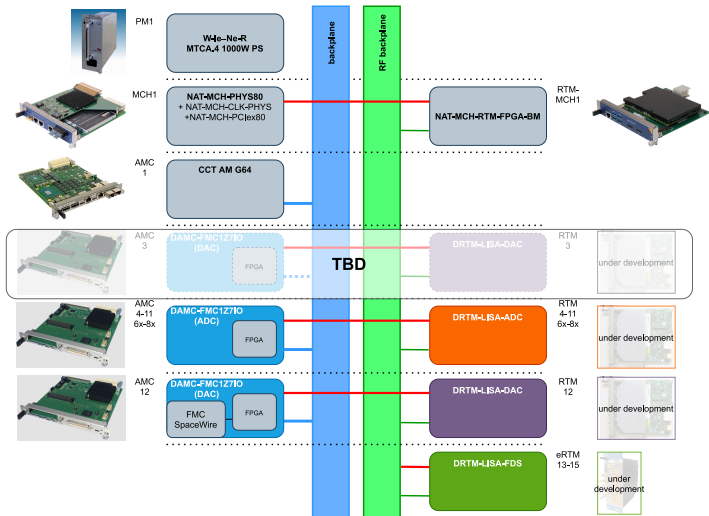 PM1
W-Ie-Ne-R
MTCA.4 1000W PS
backplane
RF backplane
MCH1
NAT-MCH-PHYS80
+ NAT-MCH-CLK-PHYS
+NAT-MCH-PCIex80
NAT-MCH-RTM-FPGA-BM
RTM-
MCH1
AMC
1
CCT AM G64
AMC
3
DAMC-FMC1Z7IO
(DAC)
FPGA
TBD
DRTM-LISA-DAC
RTM
3
under development
AMC
4-11
6x-8x
DAMC-FMC1Z7IO
(ADC)
FPGA
DRTM-LISA-ADC
RTM
4-11
6x-8x
under development
AMC
12
DAMC-FMC1Z7IO
(DAC)
FMC
SpaceWire
FPGA
DRTM-LISA-DAC
RTM
12
under development
DRTM-LISA-FDS
eRTM
13-15
under
development